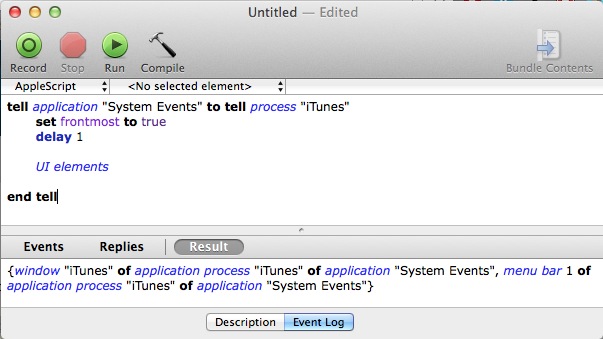 Untitled — Edited
Record Stop Run Compile Bundle Contents
AppleScript <No selected element>
tell application "System Events" to tell process "iTunes"
set frontmost to true
delay 1
UI elements
end tell
Events Replies Result
{window "iTunes" of application process "iTunes" of application "System Events", menu bar 1 of
application process "iTunes" of application "System Events"}
Description Event Log